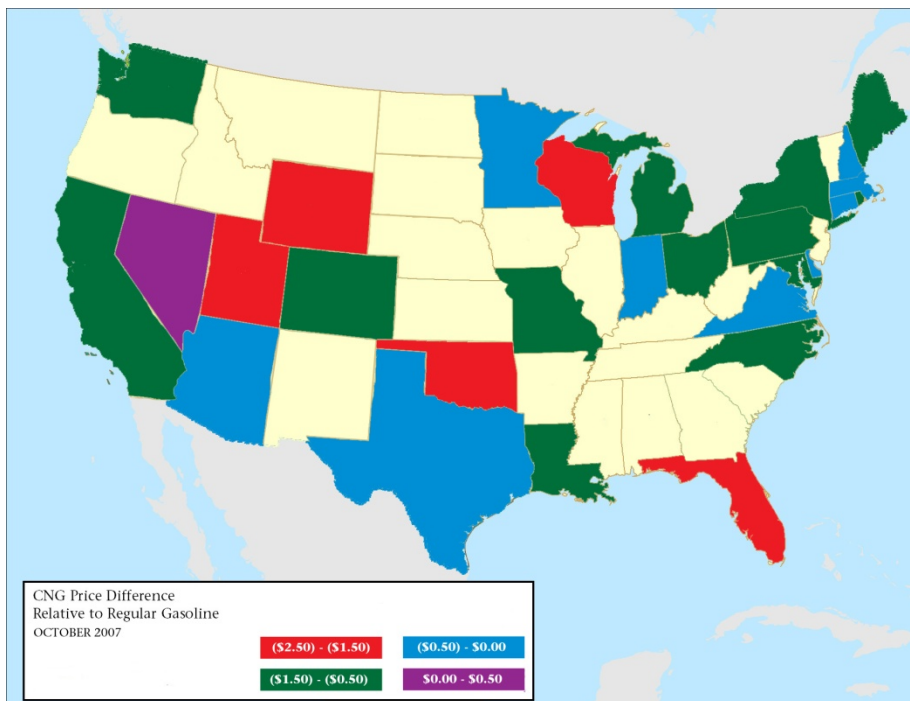 CNG Price Difference
Relative to Regular Gasoline
OCTOBER 2007
($2.50) - ($1.50)
($0.50) - $0.00
($1.50) - ($0.50)
$0.00 - $0.50